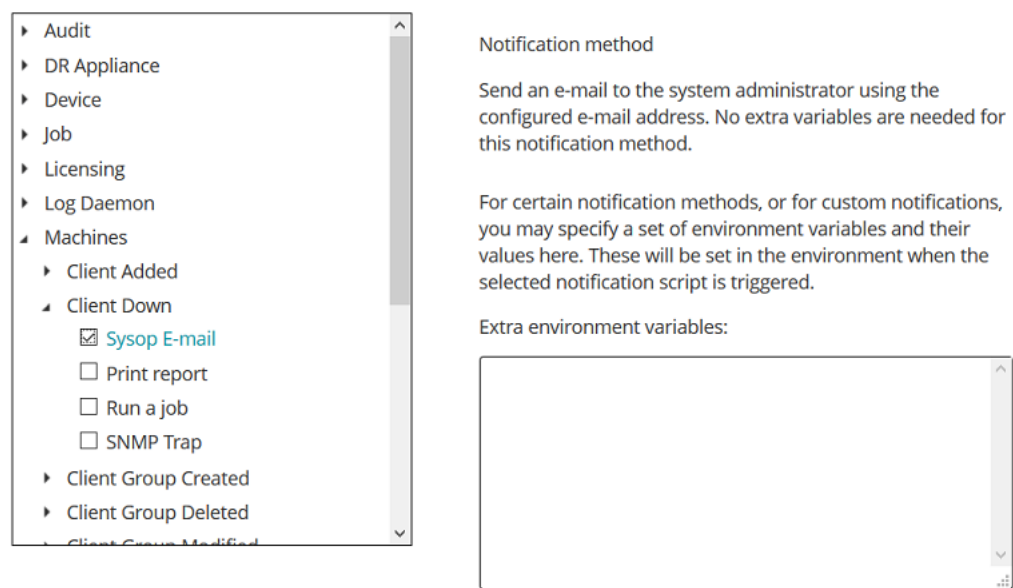 Audit
DR Appliance
Device
Job
Licensing
Log Daemon
Machines
Client Added
Client Down
Sysop E-mail
Print report
Run a job
SNMP Trap
Client Group Created
Client Group Deleted
Client Group Modified
Notification method
Send an e-mail to the system administrator using the
configured e-mail address. No extra variables are needed for
this notification method.
For certain notification methods, or for custom notifications,
you may specify a set of environment variables and their
values here. These will be set in the environment when the
selected notification script is triggered.
Extra environment variables: